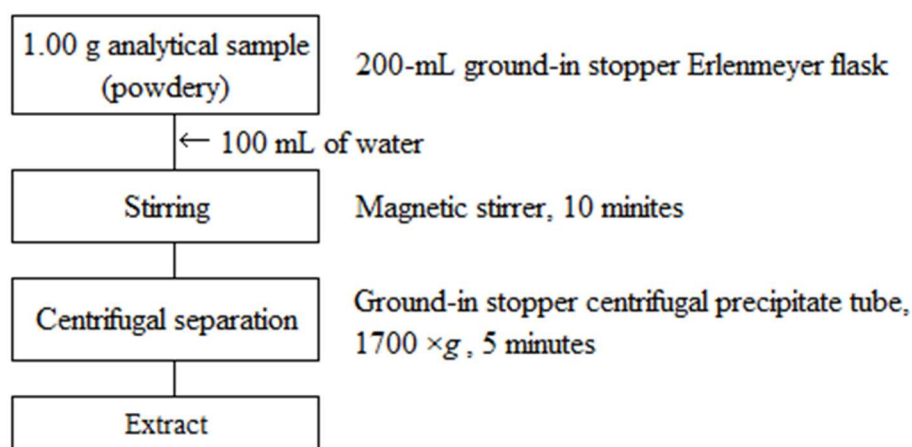 1.00 g analytical sample
(powdery)
200-mL ground-in stopper Erlenmeyer flask
← 100 mL of water
Stirring
Magnetic stirrer, 10 minites
Centrifugal separation
Ground-in stopper centrifugal precipitate tube,
1700 ×g , 5 minutes
Extract